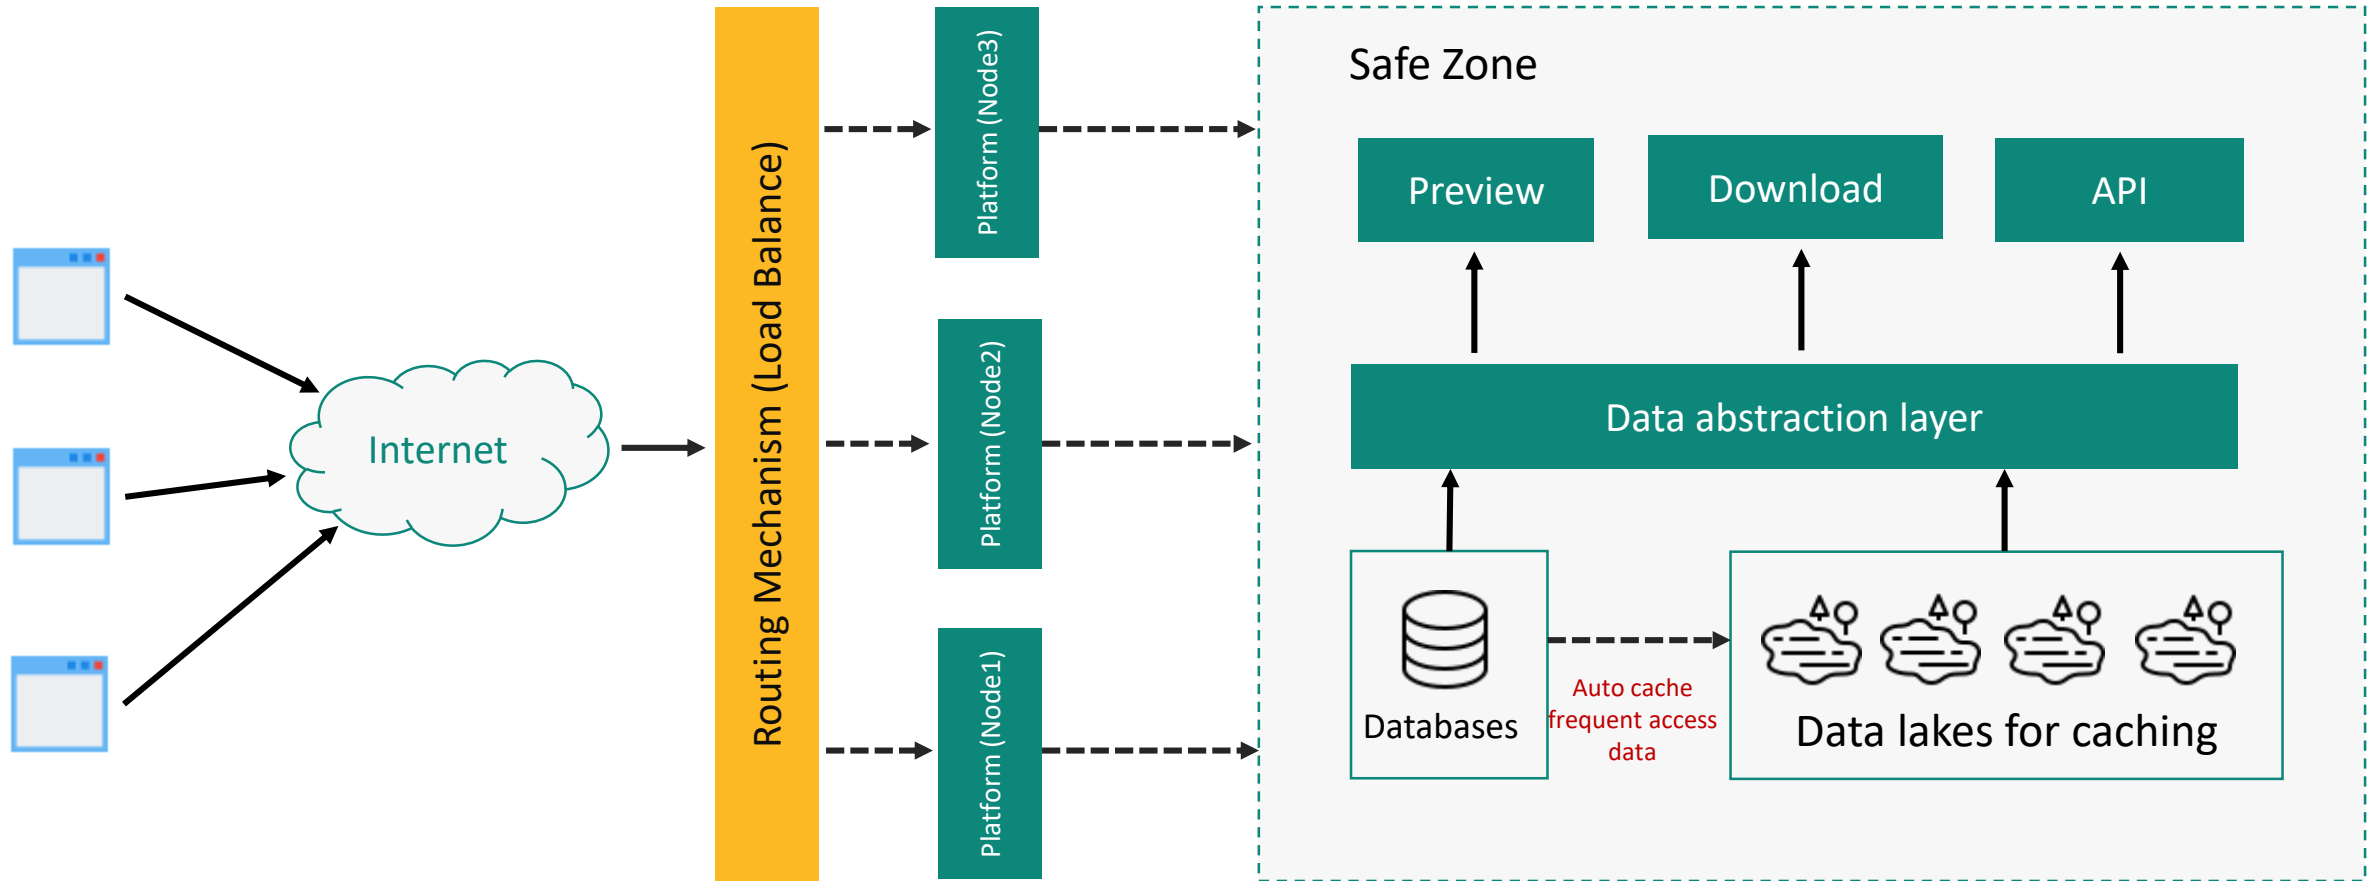 Internet
Routing Mechanism (Load Balance)
Platform (Node3)
Platform (Node2)
Platform (Node1)
Safe Zone
Preview
Download
API
Data abstraction layer
Databases
Auto cache
frequent access
data
Data lakes for caching